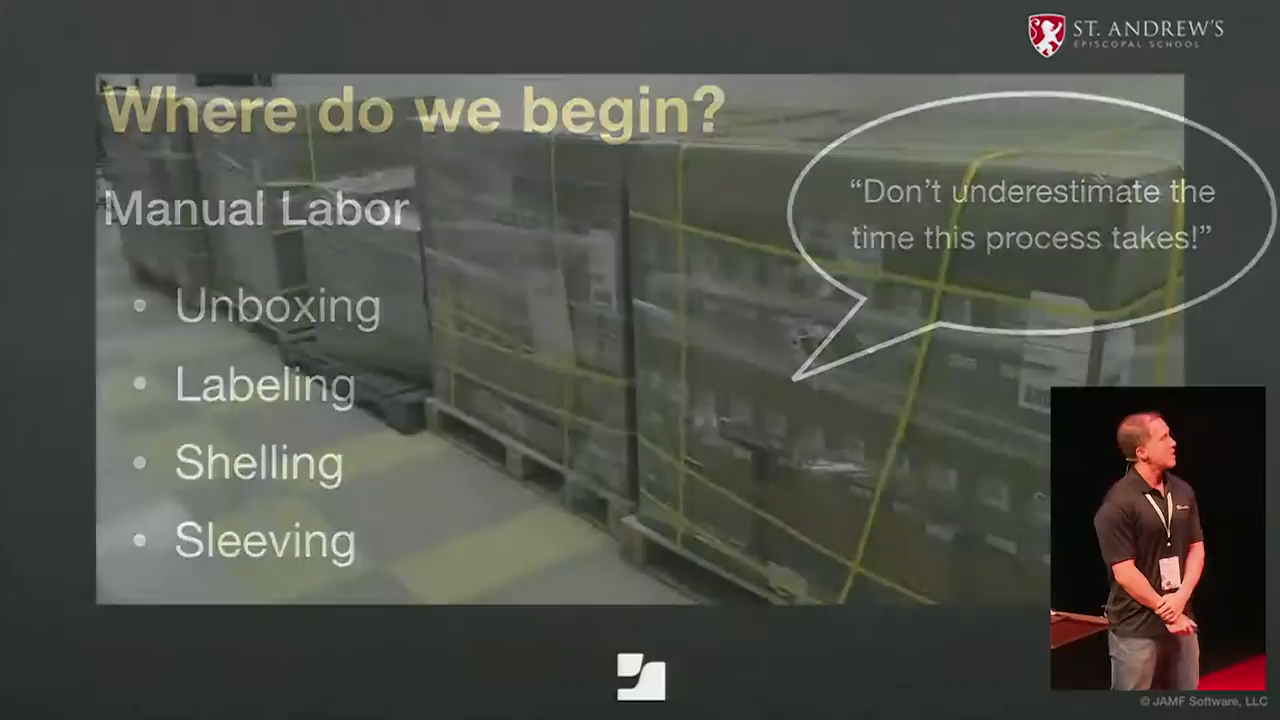 ST. ANDREW'S
EPISCOPAL SCHOOL
Where do we begin?
Manual Labor
• Unboxing
• Labeling
• Shelling
• Sleeving
“Don't underestimate the
time this process takes!”
© JAMF Software, LLC